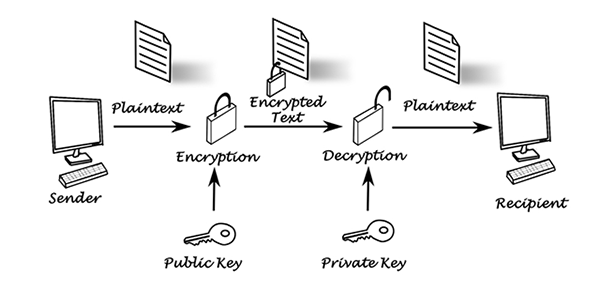 Plaintext
Encrypted
Text
Plaintext
Encryption
Decryption
Sender
Recipient
Public Key
Private Key